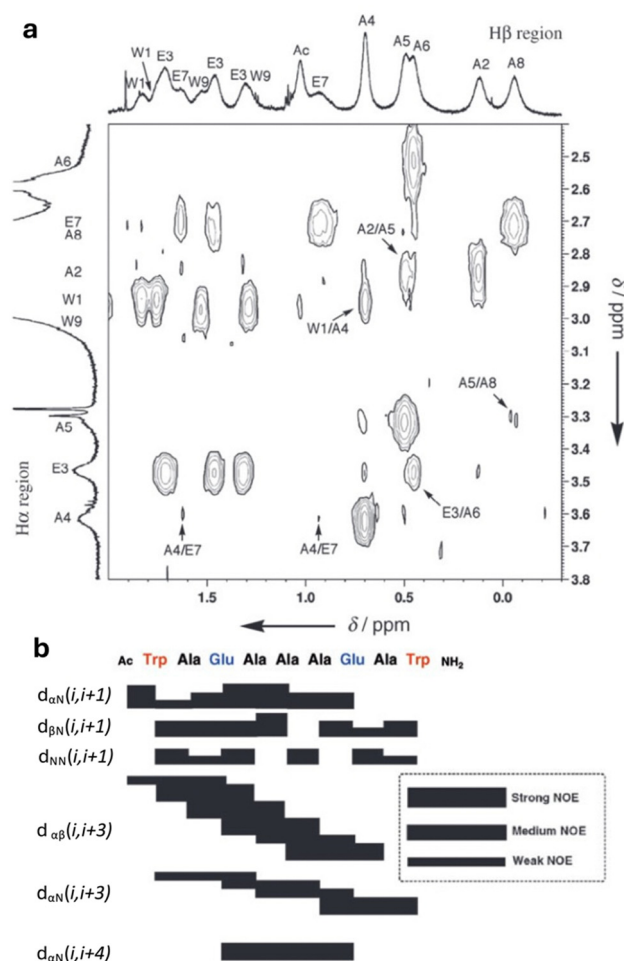 a
Hβ region
A4
Ac
A5
A6
W1
E3
E3
W1
E7
W9
E3
W9
E7
A2
A8
A6
E7
A8
A2
W1
W9
A5
E3
A4
Hα region
A2/A5
W1/A4
A5/A8
E3/A6
A4/E7
A4/E7
2.5
2.6
2.7
2.8
2.9
3.0
3.1
3.2
3.3
3.4
3.5
3.6
3.7
3.8
δ / ppm
1.5
1.0
0.5
0.0
δ / ppm
b
Ac Trp Ala Glu Ala Ala Ala Glu Ala Trp NH2
dαN(i,i+1)
dβN(i,i+1)
dNN(i,i+1)
dαβ(i,i+3)
dαN(i,i+3)
dαN(i,i+4)
Strong NOE
Medium NOE
Weak NOE